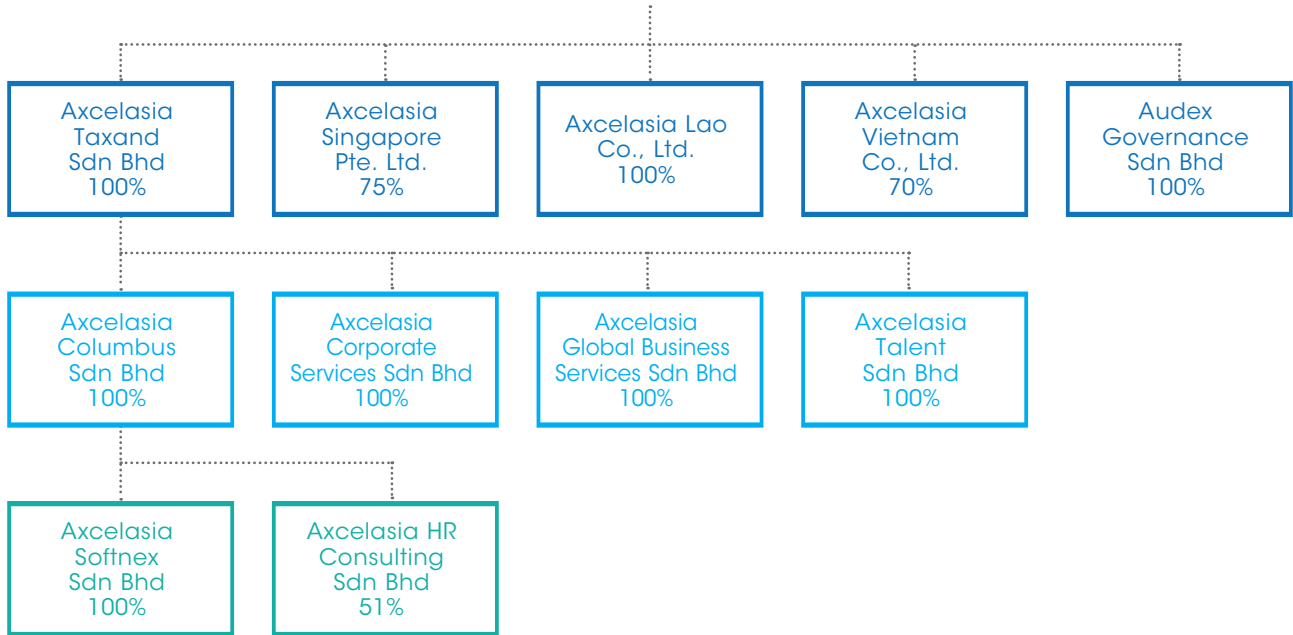 Axcelasia
Taxand
Sdn Bhd
100%
Axcelasia
Singapore
Pte. Ltd.
75%
Axcelasia Lao
Co., Ltd.
100%
Axcelasia
Vietnam
Co., Ltd.
70%
Audex
Governance
Sdn Bhd
100%
Axcelasia
Columbus
Sdn Bhd
100%
Axcelasia
Corporate
Services Sdn Bhd
100%
Axcelasia
Global Business
Services Sdn Bhd
100%
Axcelasia
Talent
Sdn Bhd
100%
Axcelasia
Softnex
Sdn Bhd
100%
Axcelasia HR
Consulting
Sdn Bhd
51%